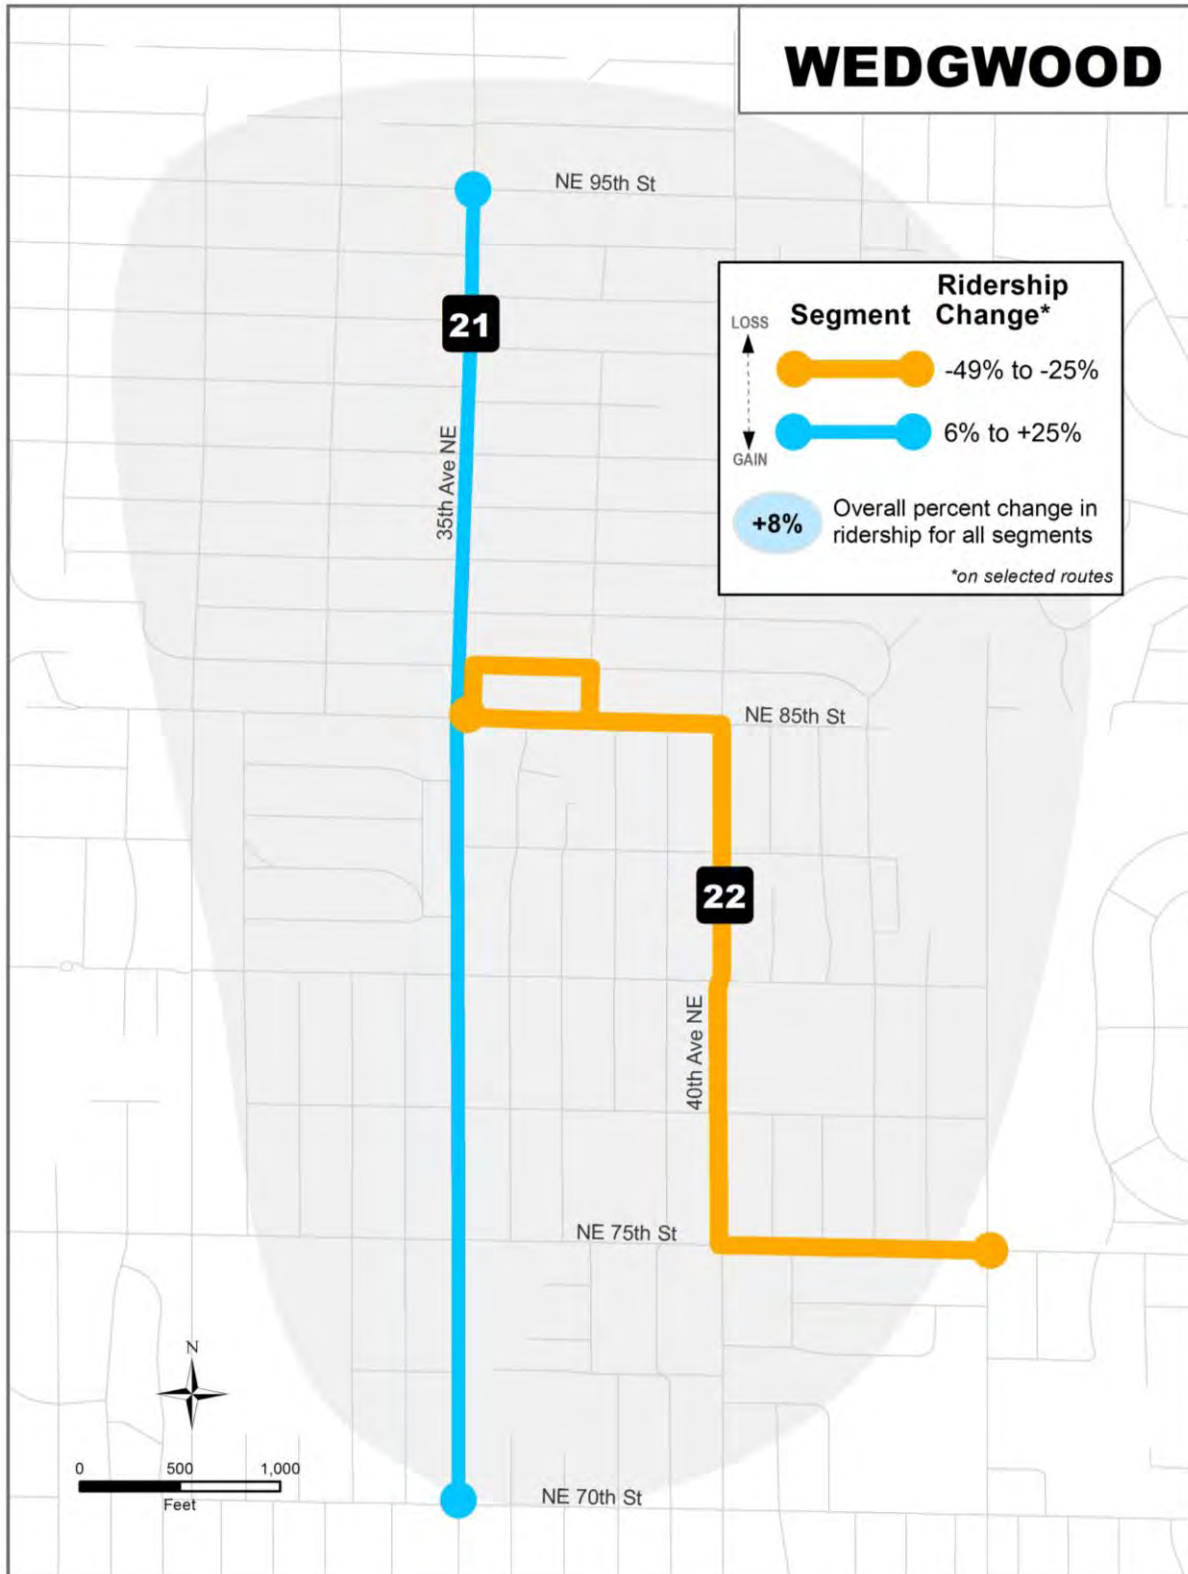 WEDGWOOD
NE 95th St
21
35th Ave NE
LOSS
GAIN
Segment
Ridership
Change*
-49% to -25%
6% to +25%
+8%
Overall percent change in
ridership for all segments
*on selected routes
NE 85th St
22
40th Ave NE
NE 75th St
N
0 500 1,000
Feet
NE 70th St